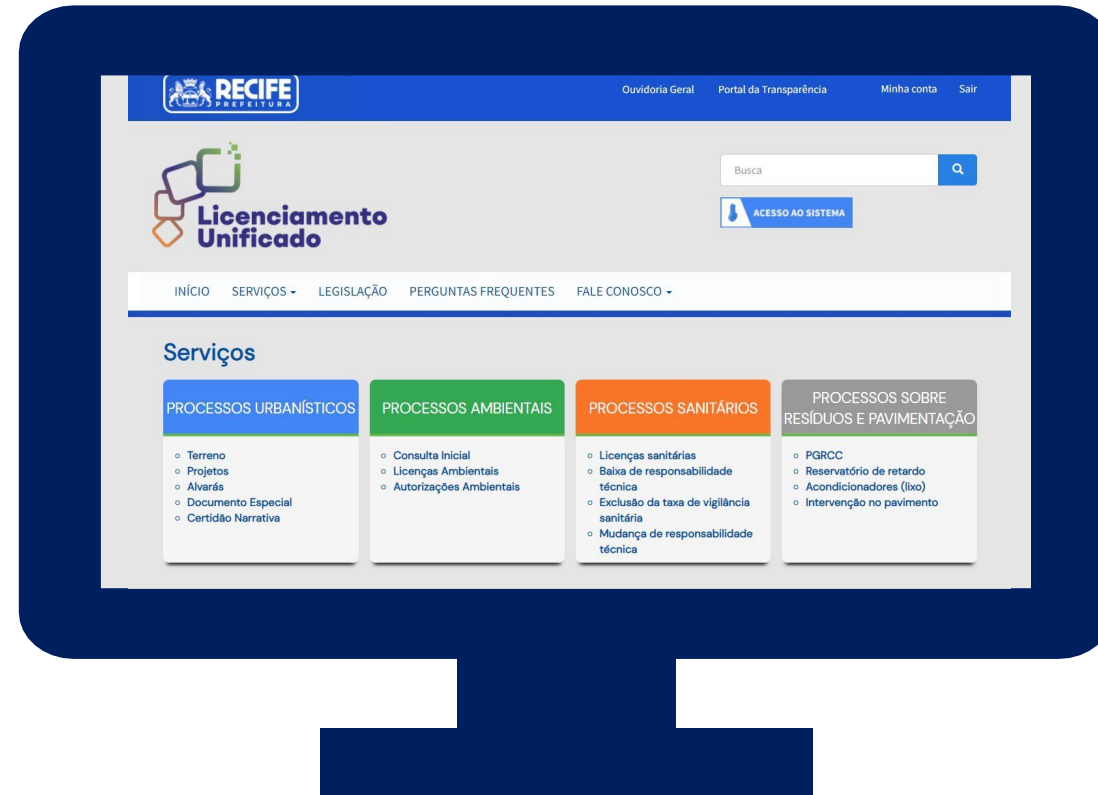 RECIFE
PREFEITURA
Ouvidoria Geral Portal da Transparência Minha conta Sair
Licenciamento
Unificado
Busca
ACESSO AO SISTEMA
INÍCIO SERVIÇOS LEGISLAÇÃO PERGUNTAS FREQUENTES FALE CONOSCO
Serviços
PROCESSOS URBANÍSTICOS
Terreno
Projetos
Alvarás
Documento Especial
Certidão Narrativa
PROCESSOS AMBIENTAIS
Consulta Inicial
Licenças Ambientais
Autorizações Ambientais
PROCESSOS SANITÁRIOS
Licenças sanitárias
Baixa de responsabilidade
técnica
Exclusão da taxa de vigilância
sanitária
Mudança de responsabilidade
técnica
PROCESSOS SOBRE
RESÍDUOS E PAVIMENTAÇÃO
PGRCC
Reservatório de retardo
Acondicionadores (lixo)
Intervenção no pavimento